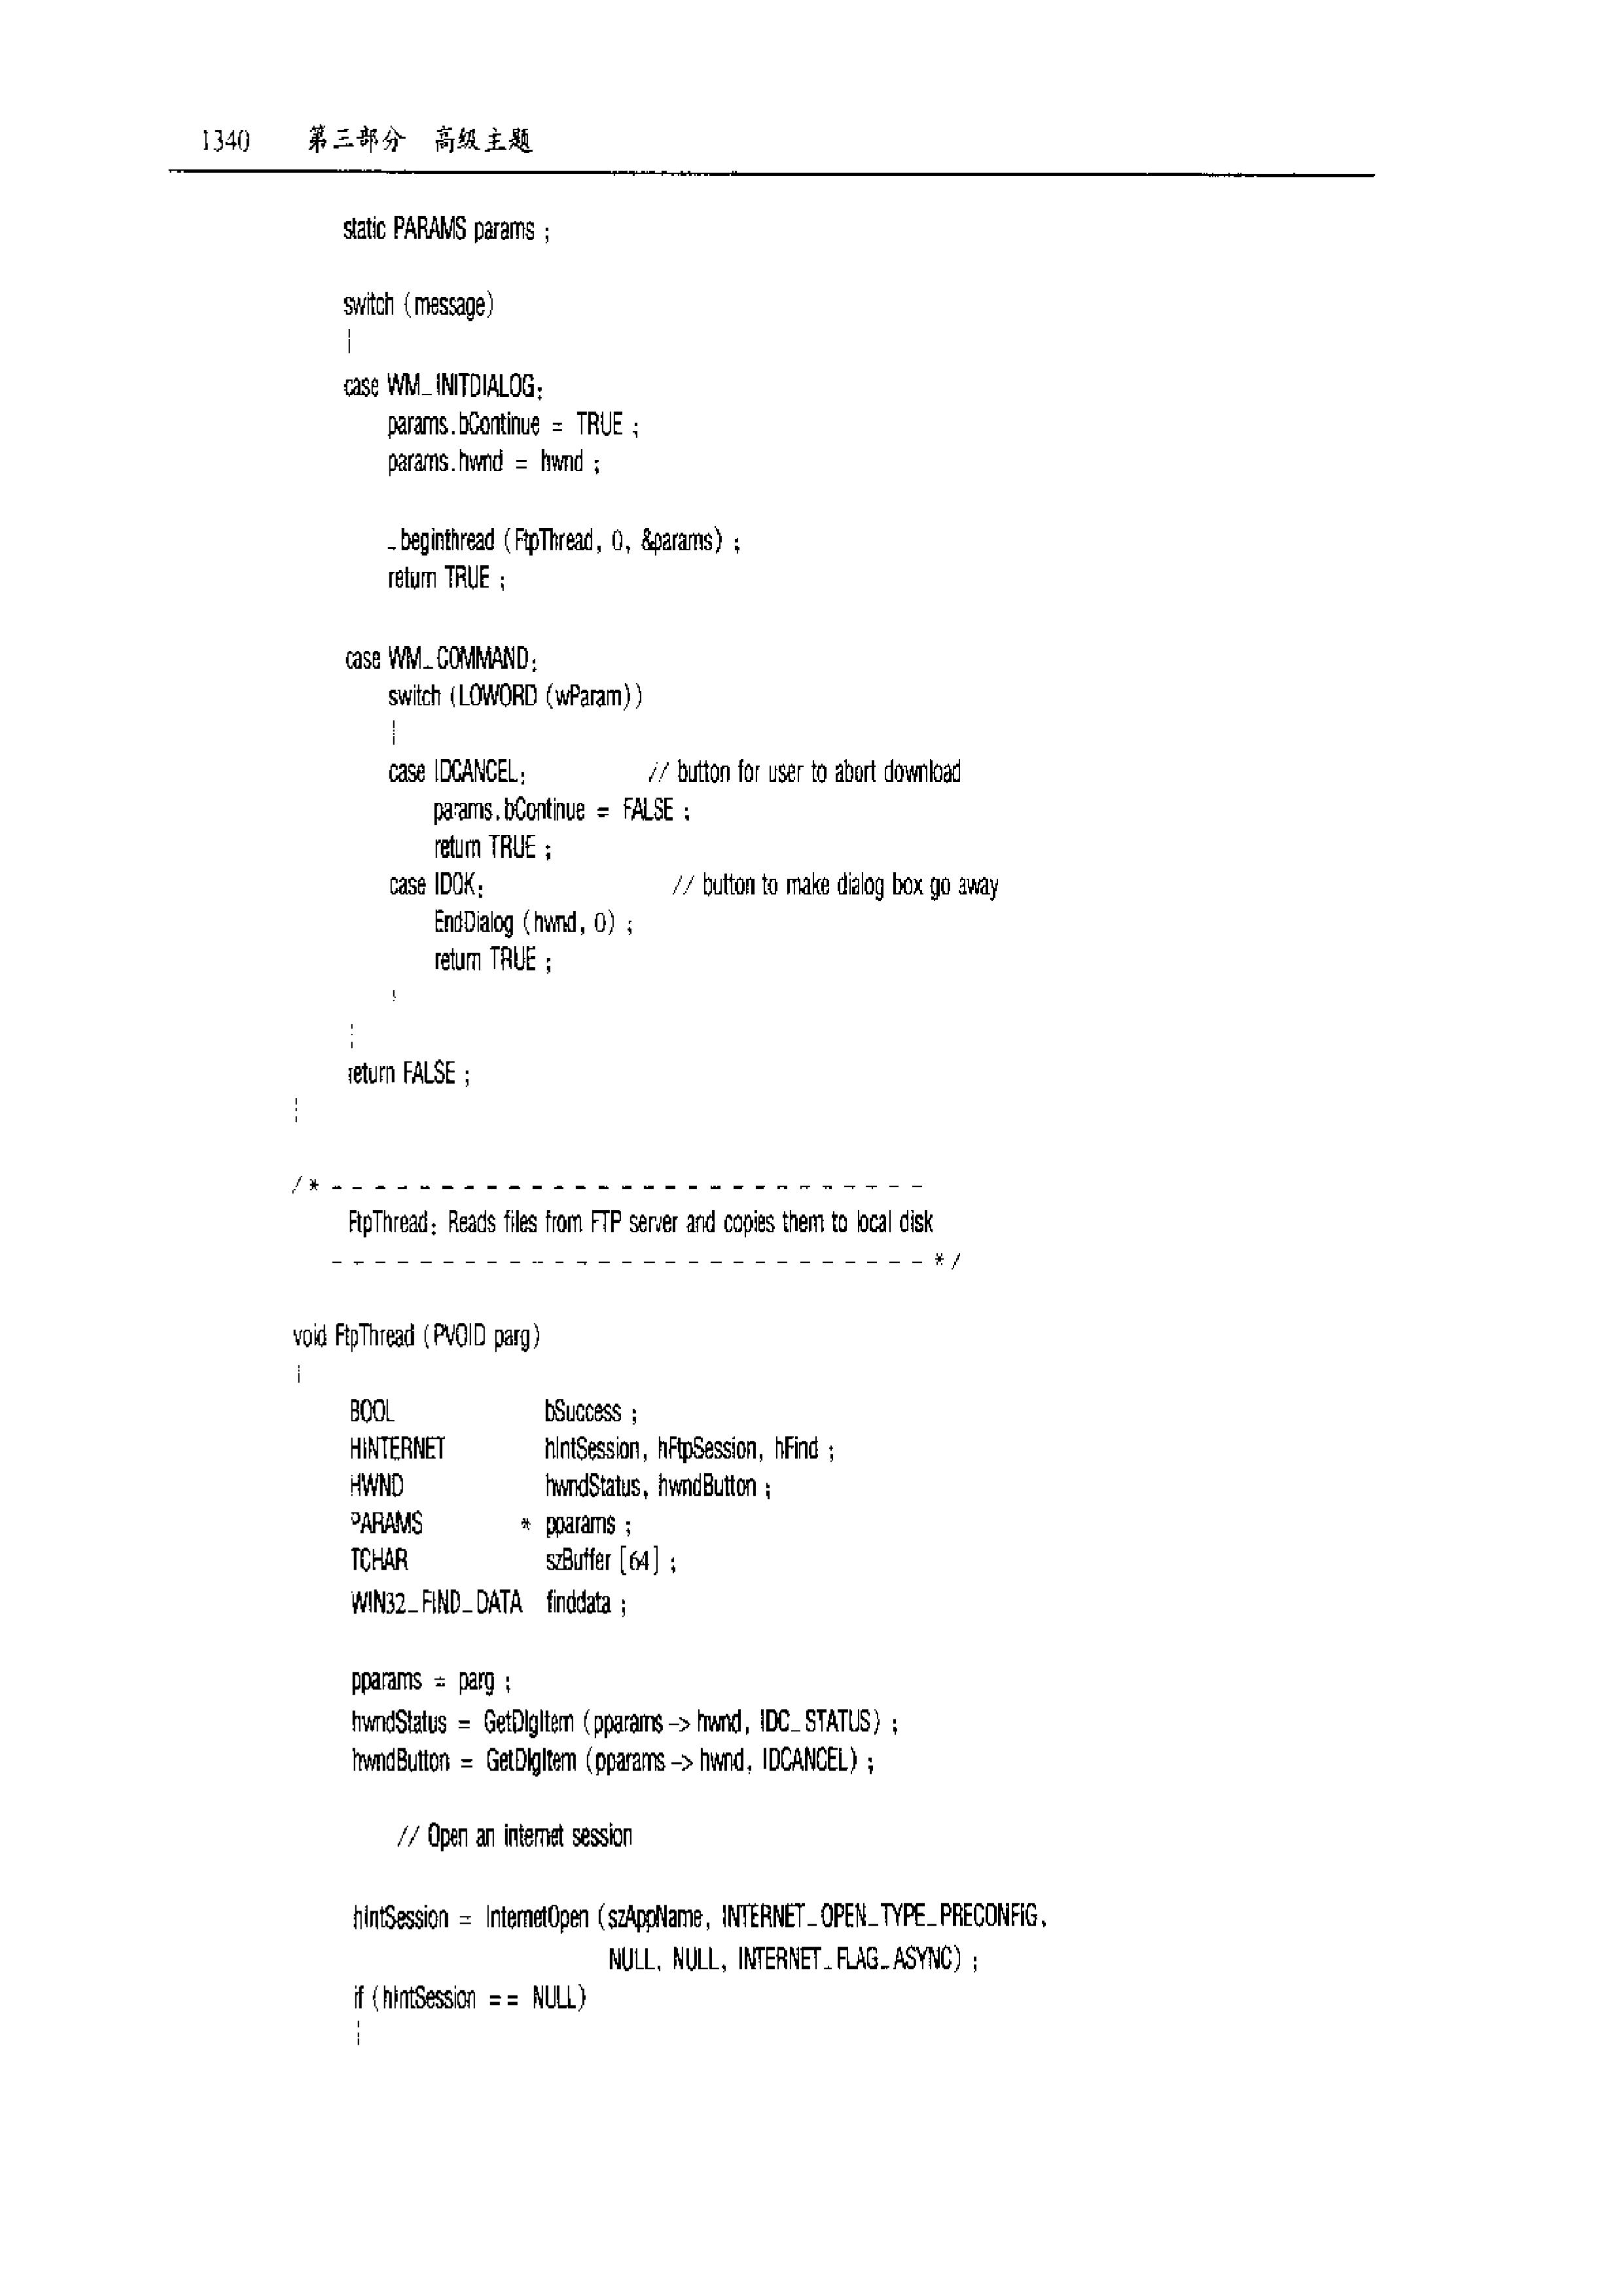 1340 第三部分 高级主题
static PARAMS params ;
switch (message)
{
case WM_INITDIALOG:
params.bContinue = TRUE ;
params.hwnd = hwnd ;
_beginthread (FtpThread, 0, &params) ;
return TRUE ;
case WM_COMMAND:
switch (LOWORD (wParam))
{
case IDCANCEL: // button for user to abort download
params.bContinue = FALSE ;
return TRUE ;
case IDOK: // button to make dialog box go away
EndDialog (hwnd, 0) ;
return TRUE ;
}
}
return FALSE ;
}
/* - - - - - - - - - - - - - - - - - - - - - - - - - - -
FtpThread: Reads files from FTP server and copies them to local disk
- - - - - - - - - - - - - - - - - - - - - - - - - - - */
void FtpThread (PVOID parg)
{
BOOL bSuccess ;
HINTERNET hIntSession, hFtpSession, hFind ;
HWND hwndStatus, hwndButton ;
PARAMS * pparams ;
TCHAR szBuffer [64] ;
WIN32_FIND_DATA finddata ;
pparams = parg ;
hwndStatus = GetDlgItem (pparams -> hwnd, IDC_STATUS) ;
hwndButton = GetDlgItem (pparams -> hwnd, IDCANCEL) ;
// Open an internet session
hIntSession = InternetOpen (szAppName, INTERNET_OPEN_TYPE_PRECONFIG,
NULL, NULL, INTERNET_FLAG_ASYNC) ;
if (hIntSession == NULL)
{